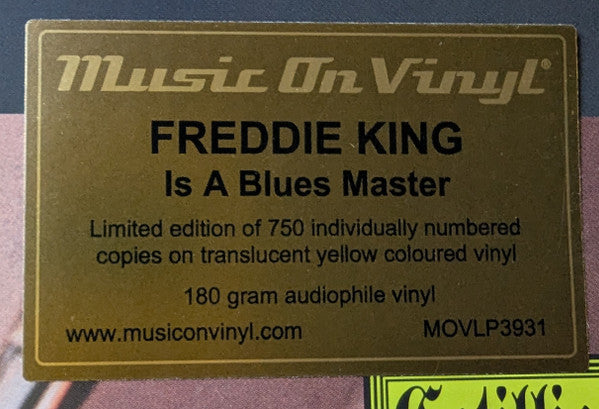 Music On Vinyl®
FREDDIE KING
Is A Blues Master
Limited edition of 750 individually numbered
copies on translucent yellow coloured vinyl
180 gram audiophile vinyl
www.musiconvinyl.com MOVLP3931